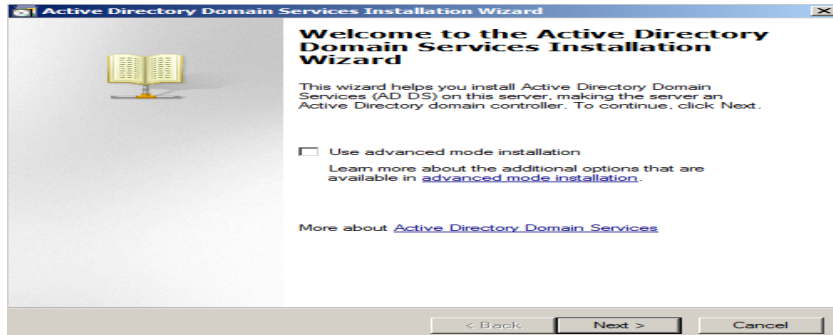 Active Directory Domain Services Installation Wizard
Welcome to the Active Directory
Domain Services Installation
Wizard
This wizard helps you install Active Directory Domain
Services (AD DS) on this server, making the server an
Active Directory domain controller. To continue, click Next.
Use advanced mode installation
Learn more about the additional options that are
available in advanced mode installation.
More about Active Directory Domain Services
< Back Next > Cancel